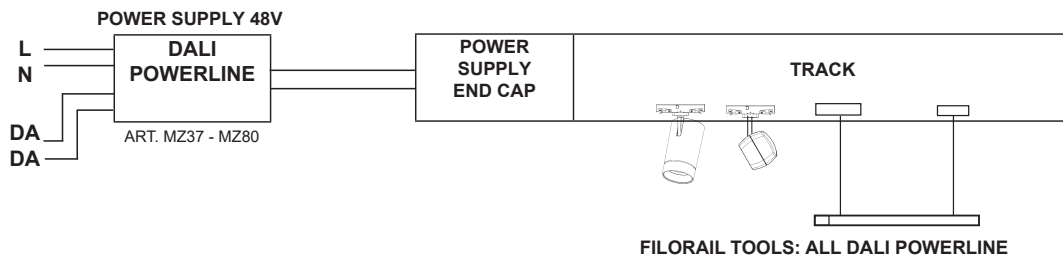 POWER SUPPLY 48V
L
N
DALI
POWERLINE
DA
DA
ART. MZ37 - MZ80
POWER
SUPPLY
END CAP
TRACK
FILORAIL TOOLS: ALL DALI POWERLINE